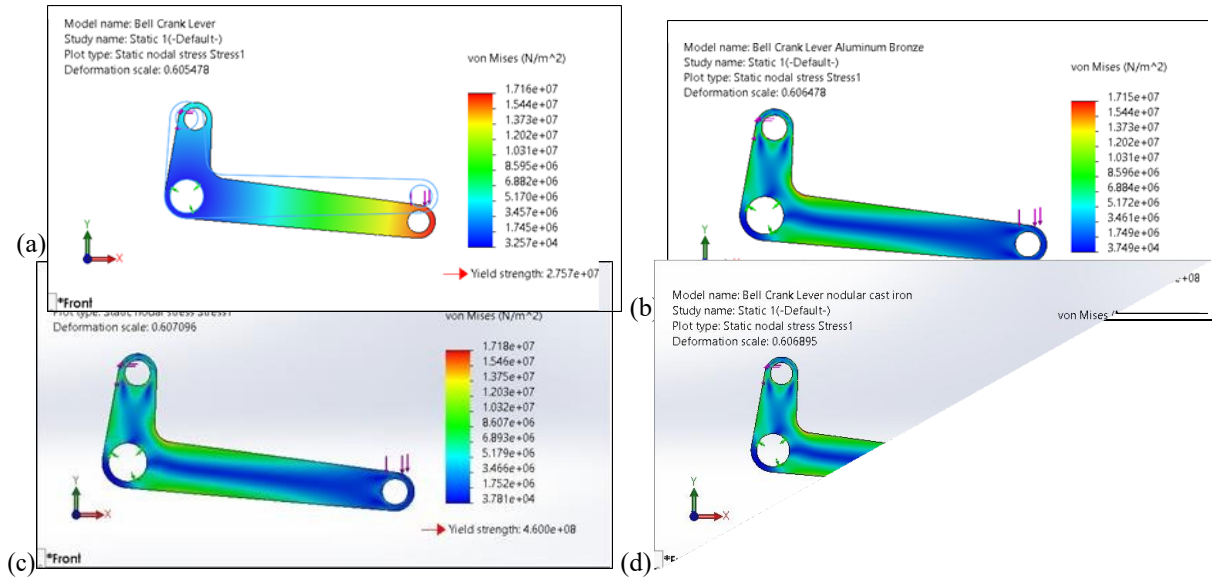 Model name: Bell Crank Lever
Study name: Static 1(-Default-)
Plot type: Static nodal stress Stress1
Deformation scale: 0.605478
von Mises (N/m^2)
1.716e+07
1.544e+07
1.373e+07
1.202e+07
1.031e+07
8.595e+06
6.882e+06
5.170e+06
3.457e+06
1.745e+06
3.257e+04
Yield strength: 2.757e+07
Y
X
(a)
*Front
Model name: Bell Crank Lever Aluminum Bronze
Study name: Static 1(-Default-)
Plot type: Static nodal stress Stress1
Deformation scale: 0.606478
von Mises (N/m^2)
1.715e+07
1.544e+07
1.373e+07
1.202e+07
1.031e+07
8.596e+06
6.884e+06
5.172e+06
3.461e+06
1.749e+06
3.749e+04
Y
X
(b)
Plot type: Static nodal stress Stress1
Deformation scale: 0.607096
von Mises (N/m^2)
1.718e+07
1.546e+07
1.375e+07
1.203e+07
1.032e+07
8.607e+06
6.893e+06
5.179e+06
3.466e+06
1.752e+06
3.781e+04
Yield strength: 4.600e+08
Y
X
(c)
*Front
Model name: Bell Crank Lever nodular cast iron
Study name: Static 1(-Default-)
Plot type: Static nodal stress Stress1
Deformation scale: 0.606895
von Mises
+08
Y
X
(d)